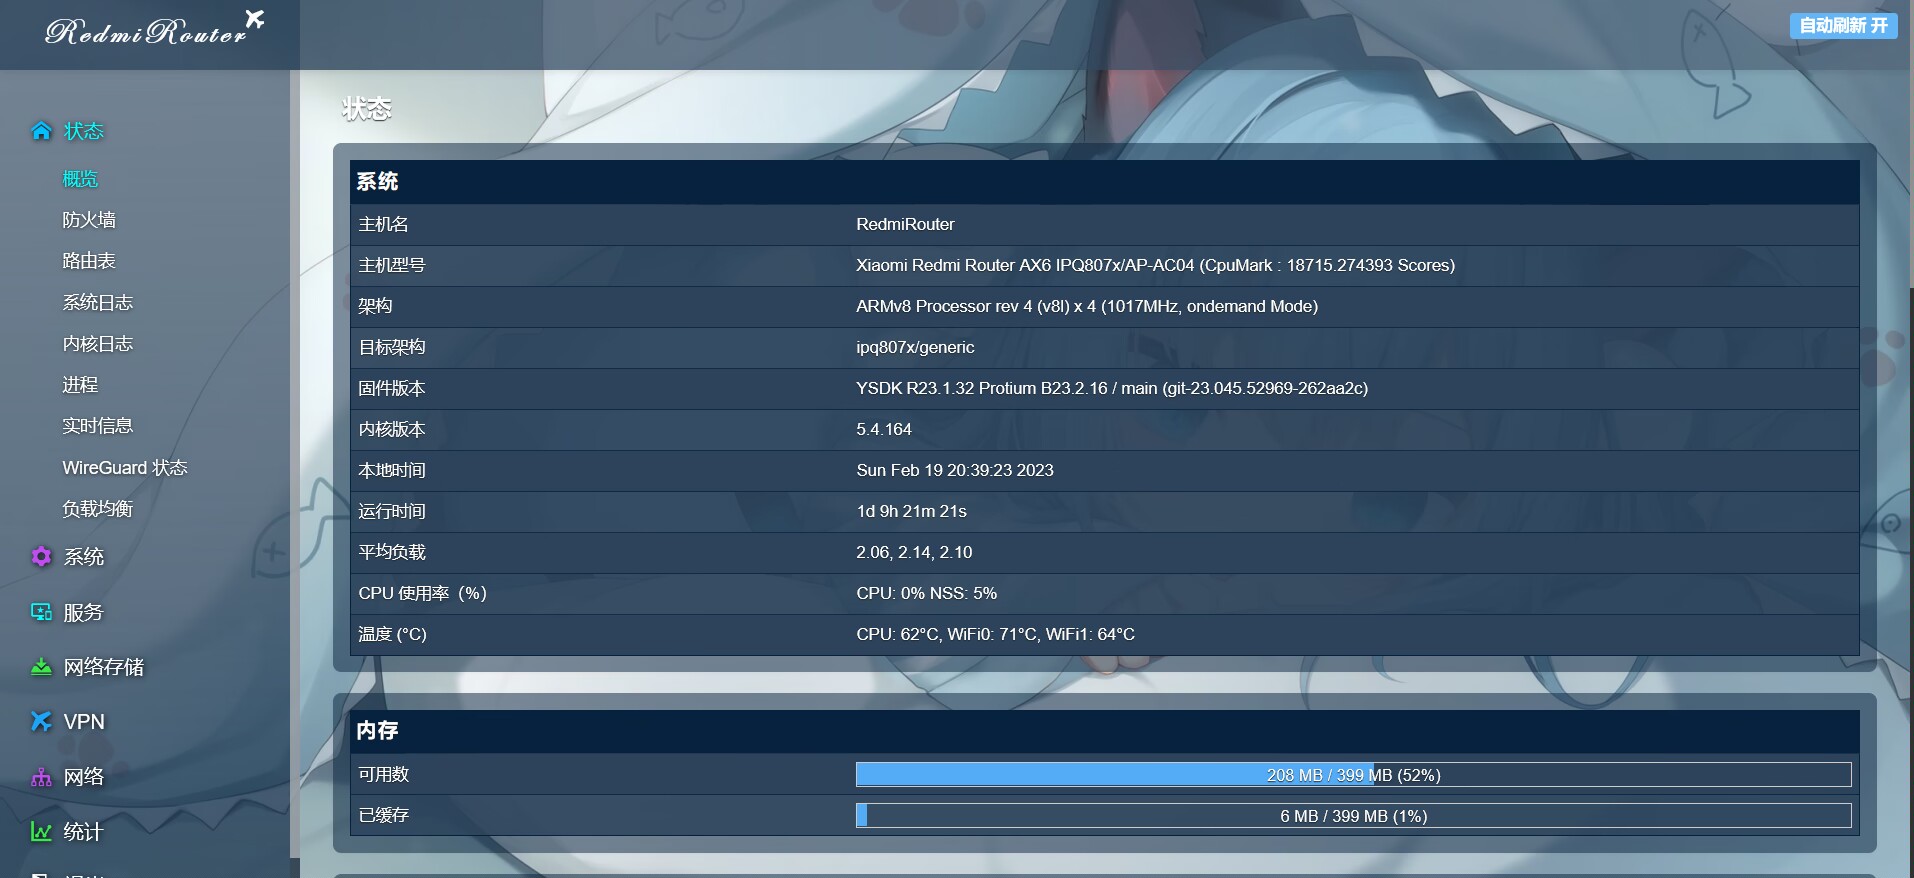 RedmiRouter
自动刷新 开
状态
概览
防火墙
路由表
系统日志
内核日志
进程
实时信息
WireGuard 状态
负载均衡
系统
服务
网络存储
VPN
网络
统计
状态
系统
主机名 RedmiRouter
主机型号 Xiaomi Redmi Router AX6 IPQ807x/AP-AC04 (CpuMark : 18715.274393 Scores)
架构 ARMv8 Processor rev 4 (v8l) x 4 (1017MHz, ondemand Mode)
目标架构 ipq807x/generic
固件版本 YSDK R23.1.32 Protium B23.2.16 / main (git-23.045.52969-262aa2c)
内核版本 5.4.164
本地时间 Sun Feb 19 20:39:23 2023
运行时间 1d 9h 21m 21s
平均负载 2.06, 2.14, 2.10
CPU 使用率（%） CPU: 0% NSS: 5%
温度 (°C) CPU: 62°C, WiFi0: 71°C, WiFi1: 64°C
内存
可用数 208 MB / 399 MB (52%)
已缓存 6 MB / 399 MB (1%)